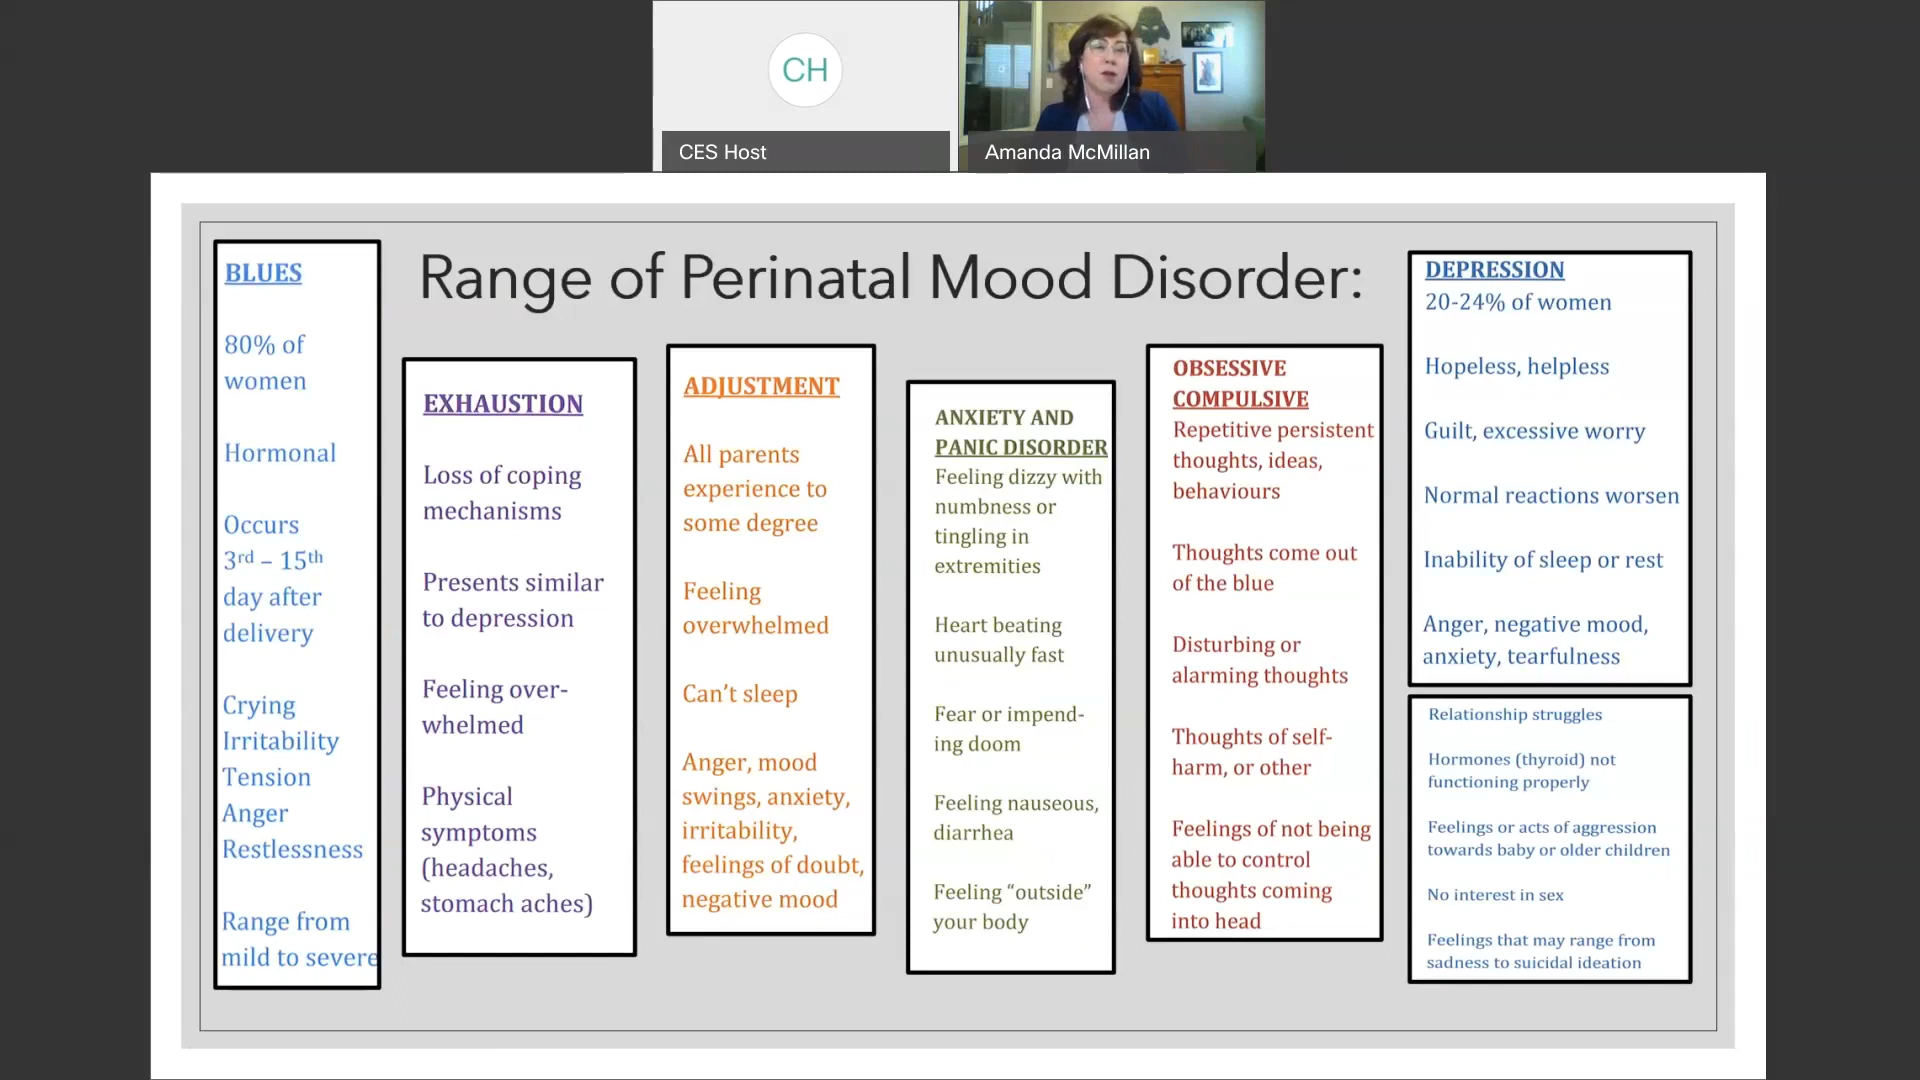 CH
CES Host
Amanda McMillan
Range of Perinatal Mood Disorder:
BLUES
80% of
women
Hormonal
Occurs
3rd – 15th
day after
delivery
Crying
Irritability
Tension
Anger
Restlessness
Range from
mild to severe
EXHAUSTION
Loss of coping
mechanisms
Presents similar
to depression
Feeling over-
whelmed
Physical
symptoms
(headaches,
stomach aches)
ADJUSTMENT
All parents
experience to
some degree
Feeling
overwhelmed
Can’t sleep
Anger, mood
swings, anxiety,
irritability,
feelings of doubt,
negative mood
ANXIETY AND
PANIC DISORDER
Feeling dizzy with
numbness or
tingling in
extremities
Heart beating
unusually fast
Fear or impend-
ing doom
Feeling nauseous,
diarrhea
Feeling “outside”
your body
OBSESSIVE
COMPULSIVE
Repetitive persistent
thoughts, ideas,
behaviours
Thoughts come out
of the blue
Disturbing or
alarming thoughts
Thoughts of self-
harm, or other
Feelings of not being
able to control
thoughts coming
into head
DEPRESSION
20-24% of women
Hopeless, helpless
Guilt, excessive worry
Normal reactions worsen
Inability of sleep or rest
Anger, negative mood,
anxiety, tearfulness
Relationship struggles
Hormones (thyroid) not
functioning properly
Feelings or acts of aggression
towards baby or older children
No interest in sex
Feelings that may range from
sadness to suicidal ideation